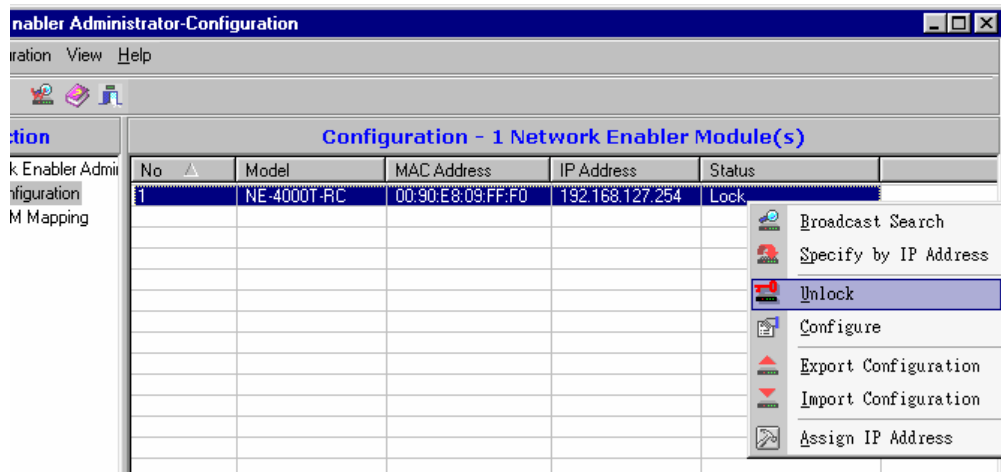 nabler Administrator-Configuration
ration View Help
ction
Configuration - 1 Network Enabler Module(s)
k Enabler Admi
nfiguration
M Mapping
No Model MAC Address IP Address Status
1 NE-4000T-RC 00:90:E8:09:FF:F0 192.168.127.254 Lock
Broadcast Search
Specify by IP Address
Unlock
Configure
Export Configuration
Import Configuration
Assign IP Address